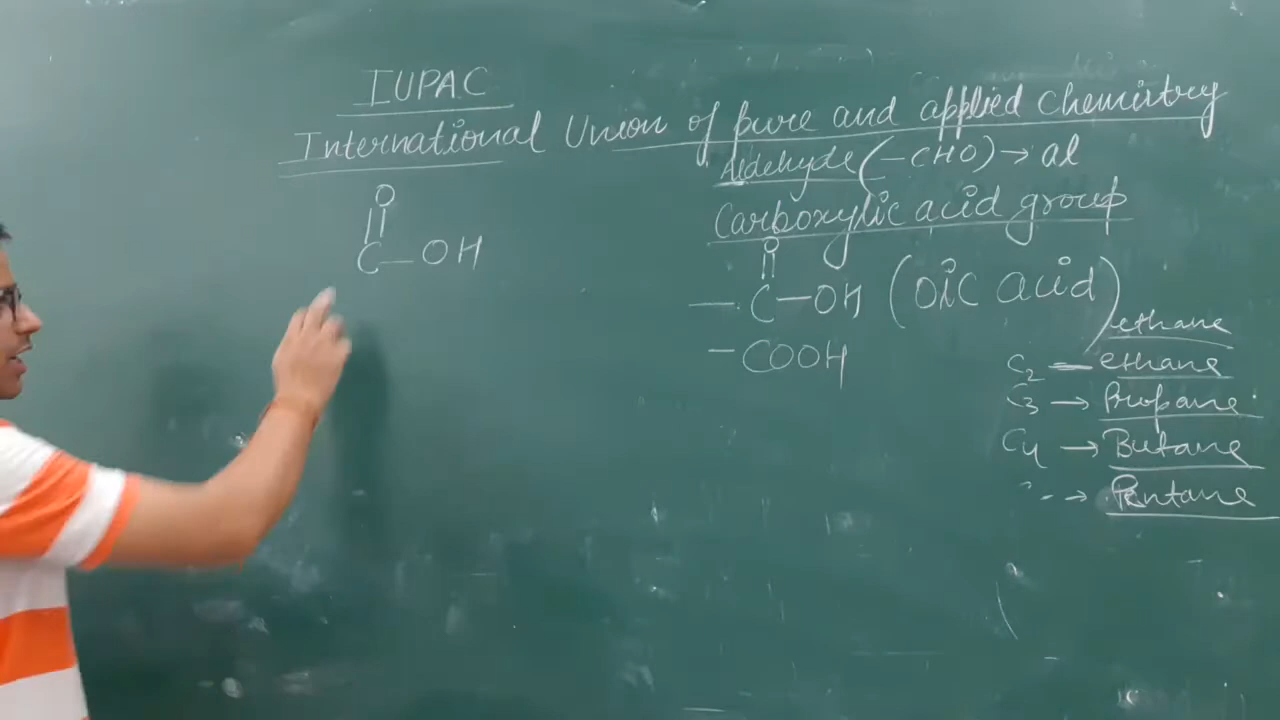 IUPAC
International Union of pure and applied Chemistry
Aldehyde (-CHO) → al
Carboxylic acid group
O
||
C — OH
O
||
— C — OH (Oic acid)
— COOH
ethane
C2 — ethane
C3 → Propane
C4 → Butane
→ Pentane